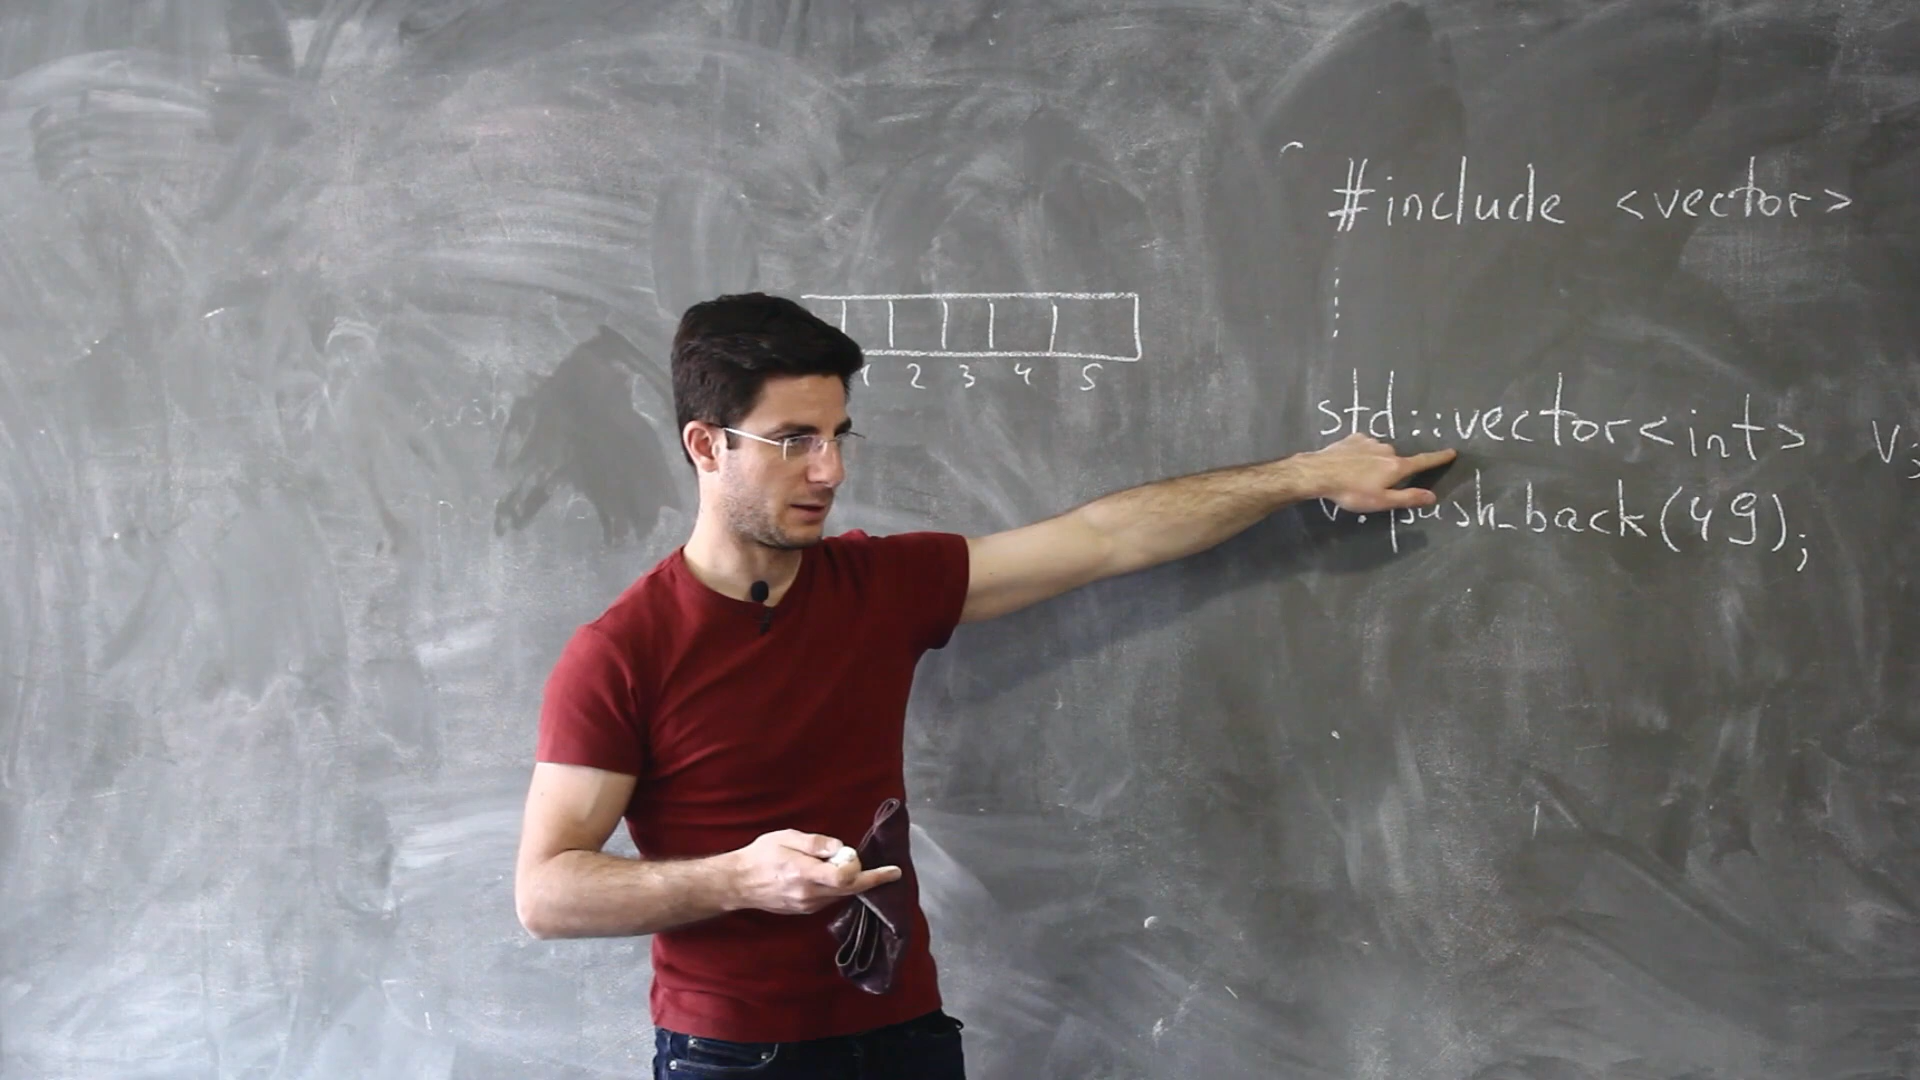 #include <vector>
1 2 3 4 5
std::vector<int> v;
v.push_back(49);